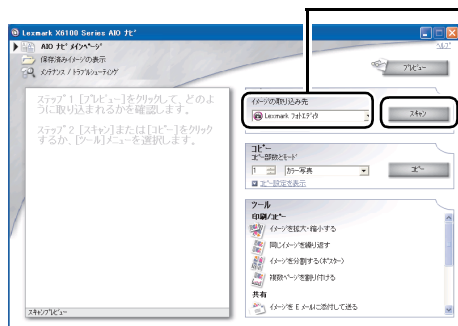 Lexmark X6100 Series AIO ナビ
AIO ナビ メインページ
保存済みイメージの表示
メンテナンス / トラブルシューティング
ヘルプ
プレビュー
ステップ 1 [プレビュー]をクリックして、どのよ
うに取り込まれるかを確認します。
ステップ 2 [スキャン]または[コピー]をクリック
するか、[ツール]メニューを選択します。
イメージの取り込み先
Lexmark フォトエディタ
スキャン
コピー
コピー部数とモード
1
カラー写真
コピー
コピー設定を表示
ツール
印刷/コピー
イメージを拡大・縮小する
同じイメージを繰り返す
イメージを分割する(ポスター)
複数ページを割り付ける
共有
イメージを E メールに添付して送る
スキャンプレビュー